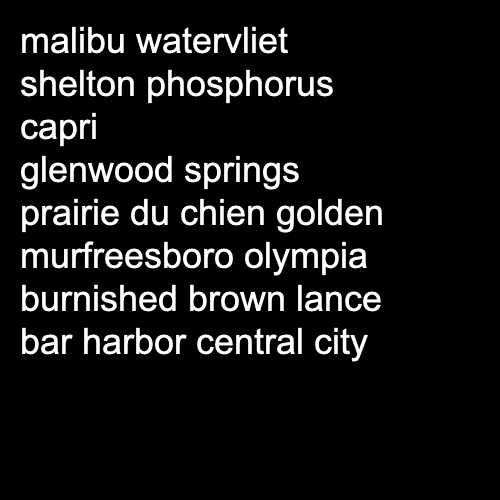 malibu watervliet
shelton phosphorus
capri
glenwood springs
prairie du chien golden
murfreesboro olympia
burnished brown lance
bar harbor central city